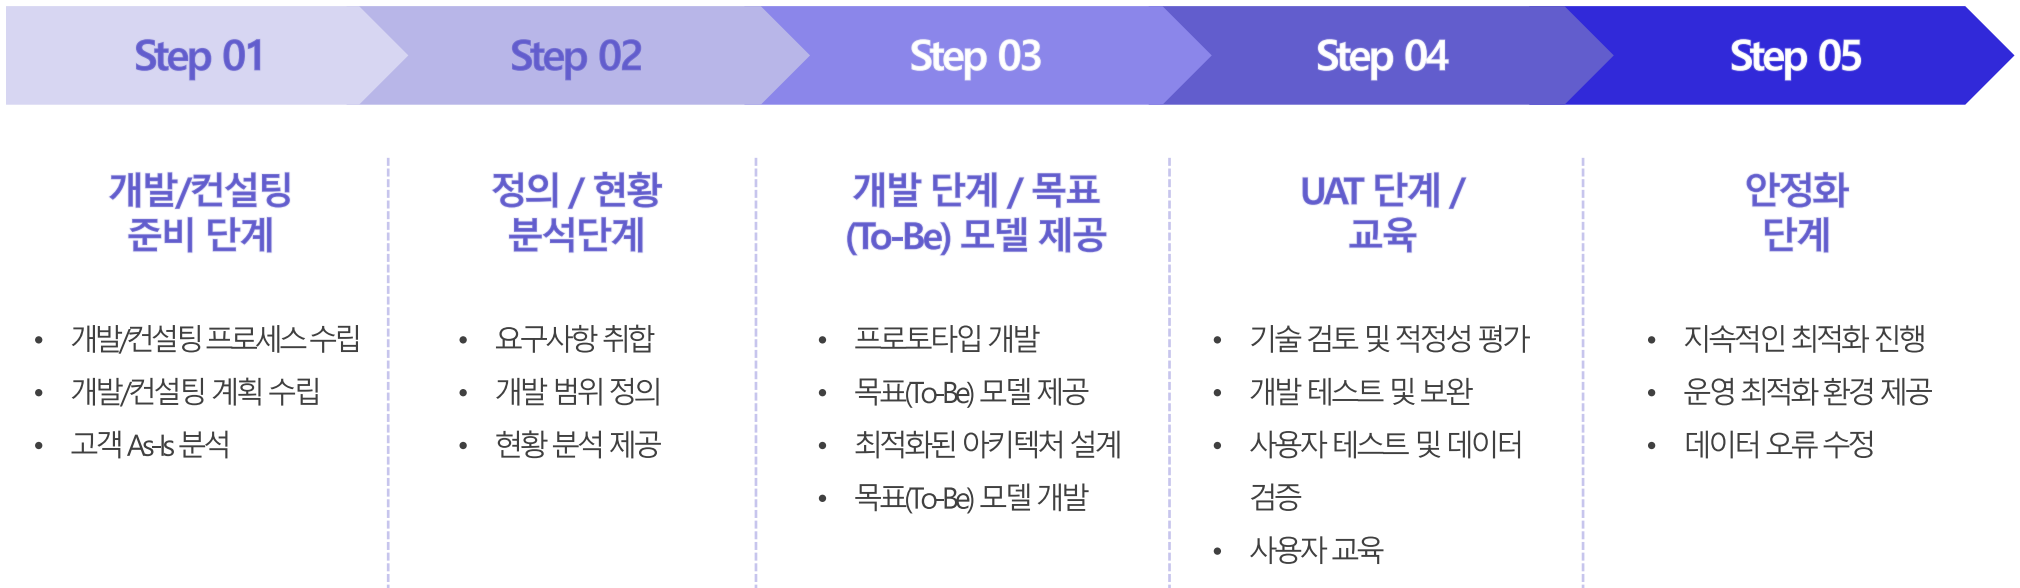 Step 01
Step 02
Step 03
Step 04
Step 05
개발/컨설팅
준비 단계
• 개발/컨설팅 프로세스 수립
• 개발/컨설팅 계획 수립
• 고객 As-Is 분석
정의 / 현황
분석단계
• 요구사항 취합
• 개발 범위 정의
• 현황 분석 제공
개발 단계 / 목표
(To-Be) 모델 제공
• 프로토타입 개발
• 목표(To-Be) 모델 제공
• 최적화된 아키텍처 설계
• 목표(To-Be) 모델 개발
UAT 단계 /
교육
• 기술 검토 및 적정성 평가
• 개발 테스트 및 보완
• 사용자 테스트 및 데이터
검증
• 사용자 교육
안정화
단계
• 지속적인 최적화 진행
• 운영 최적화 환경 제공
• 데이터 오류 수정